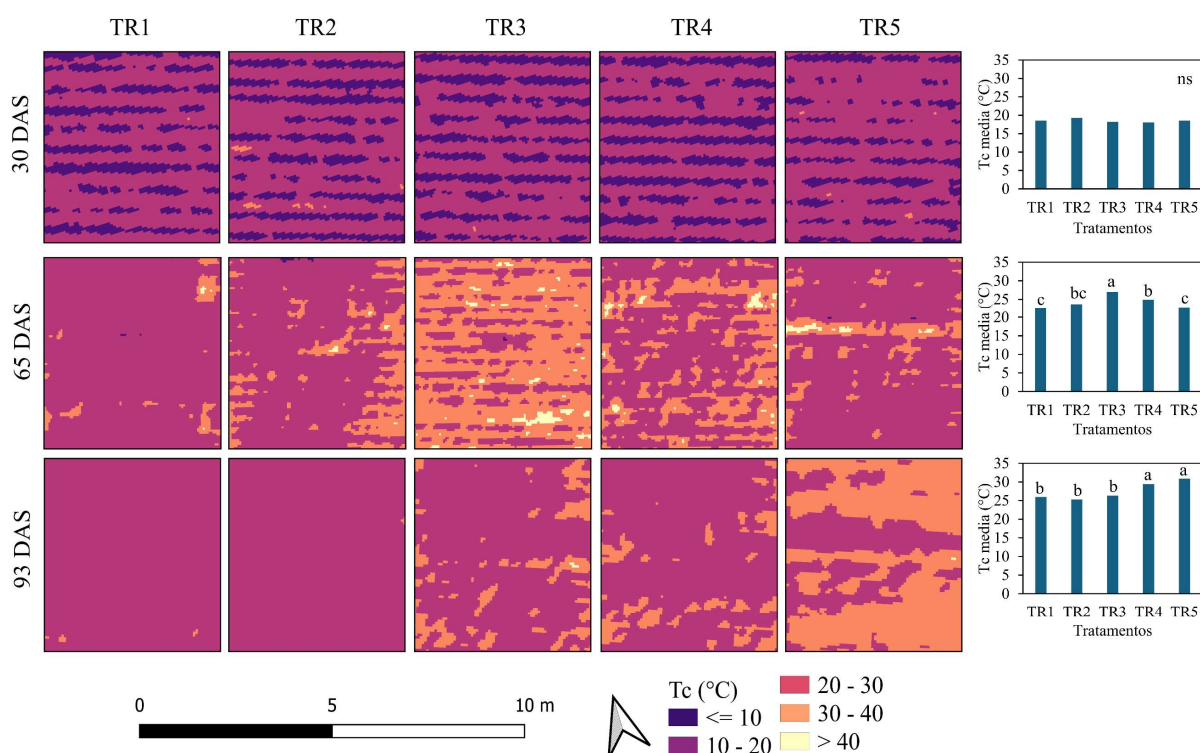 TR1 TR2 TR3 TR4 TR5
30 DAS
35
30
25
20
15
10
5
0
Tc media (°C)
ns
TR1 TR2 TR3 TR4 TR5
Tratamentos
65 DAS
35
30
25
20
15
10
5
0
Tc media (°C)
c bc a b c
TR1 TR2 TR3 TR4 TR5
Tratamentos
93 DAS
35
30
25
20
15
10
5
0
Tc media (°C)
b b b a a
TR1 TR2 TR3 TR4 TR5
Tratamentos
0 5 10 m
Tc (°C)
<= 10
10 - 20
20 - 30
30 - 40
> 40